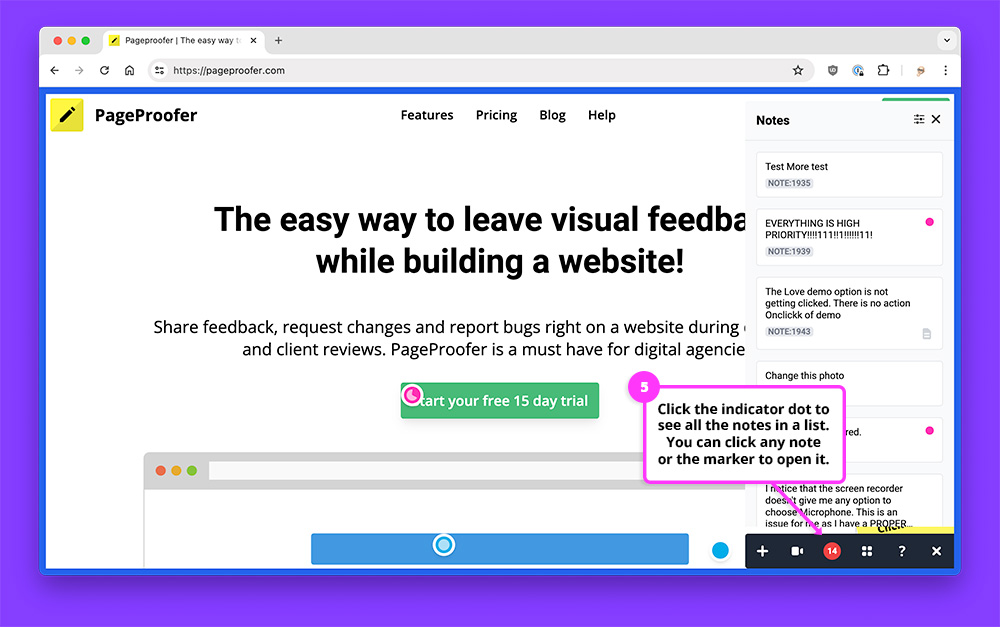 Pageproofer | The easy way to
https://pageproofer.com
PageProofer
Features
Pricing
Blog
Help
The easy way to leave visual feedba
while building a website!
Share feedback, request changes and report bugs right on a website during
and client reviews. PageProofer is a must have for digital agencie
tart your free 15 day trial
Notes
Test More test
NOTE:1935
EVERYTHING IS HIGH
PRIORITY!!!!111!!1!!!!!!11!
NOTE:1939
The Love demo option is not
getting clicked. There is no action
Onclickk of demo
NOTE:1943
Change this photo
red.
I notice that the screen recorder
doesn't give me any option to
choose Microphone. This is an
issue for me as I have a PROPER...
5
Click the indicator dot to
see all the notes in a list.
You can click any note
or the marker to open it.
14
?